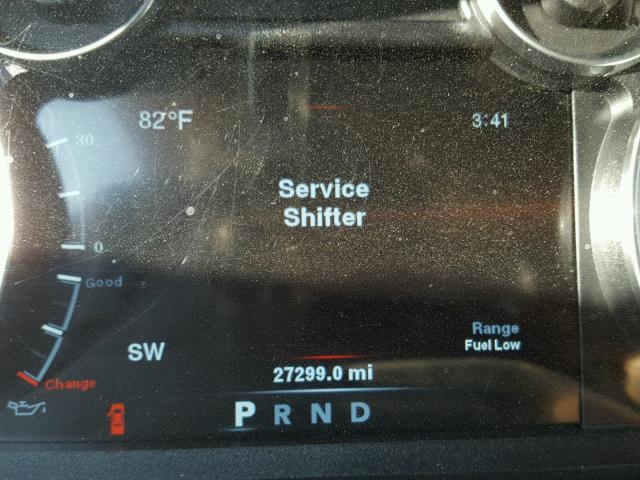 82°F 3:41
30
Service
Shifter
0
Good
Range
SW Fuel Low
27299.0 mi
Change
P R N D